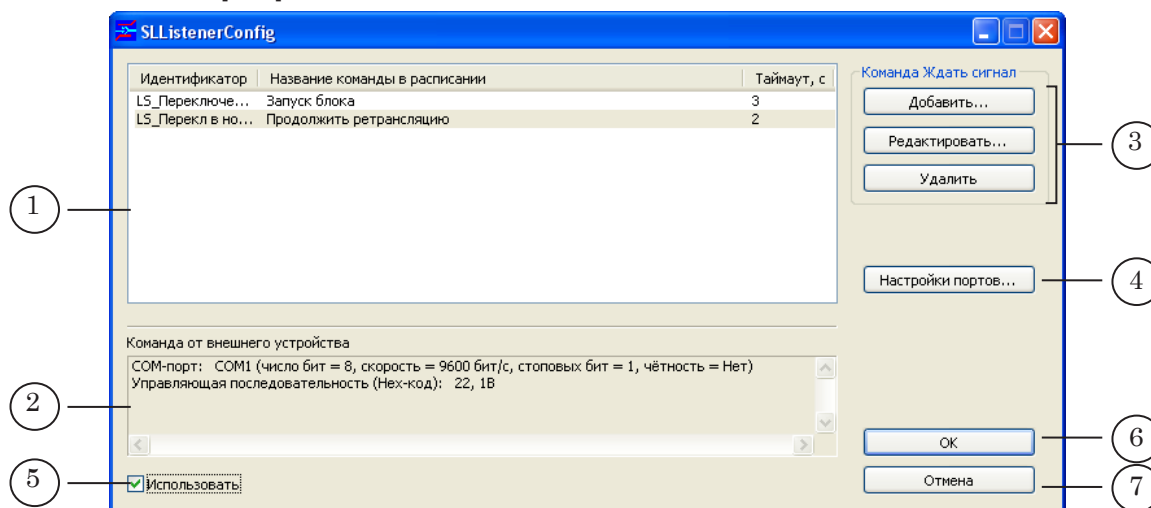 SLListenerConfig
Идентификатор Название команды в расписании Таймаут, с
LS_Переключе... Запуск блока 3
LS_Перекл в но... Продолжить ретрансляцию 2
Команда Ждать сигнал
Добавить...
Редактировать...
Удалить
3
1
Настройки портов...
4
Команда от внешнего устройства
COM-порт: COM1 (число бит = 8, скорость = 9600 бит/с, стоповых бит = 1, чётность = Нет)
Управляющая последовательность (Hex-код): 22, 1B
2
OK
6
5
Использовать
Отмена
7